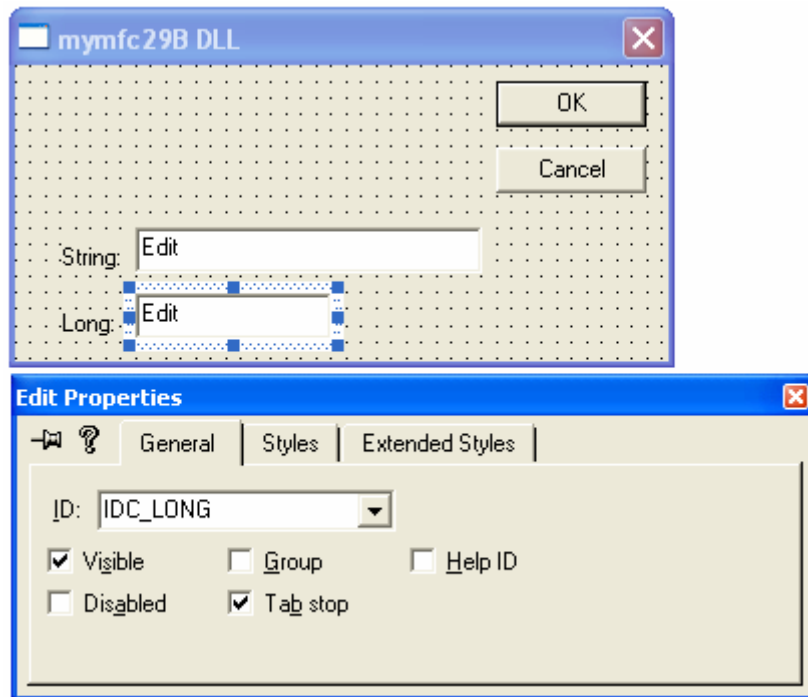 mymfc29B DLL
OK
Cancel
String: Edit
Long: Edit
Edit Properties
General Styles Extended Styles
ID: IDC_LONG
Visible Group Help ID
Disabled Tab stop